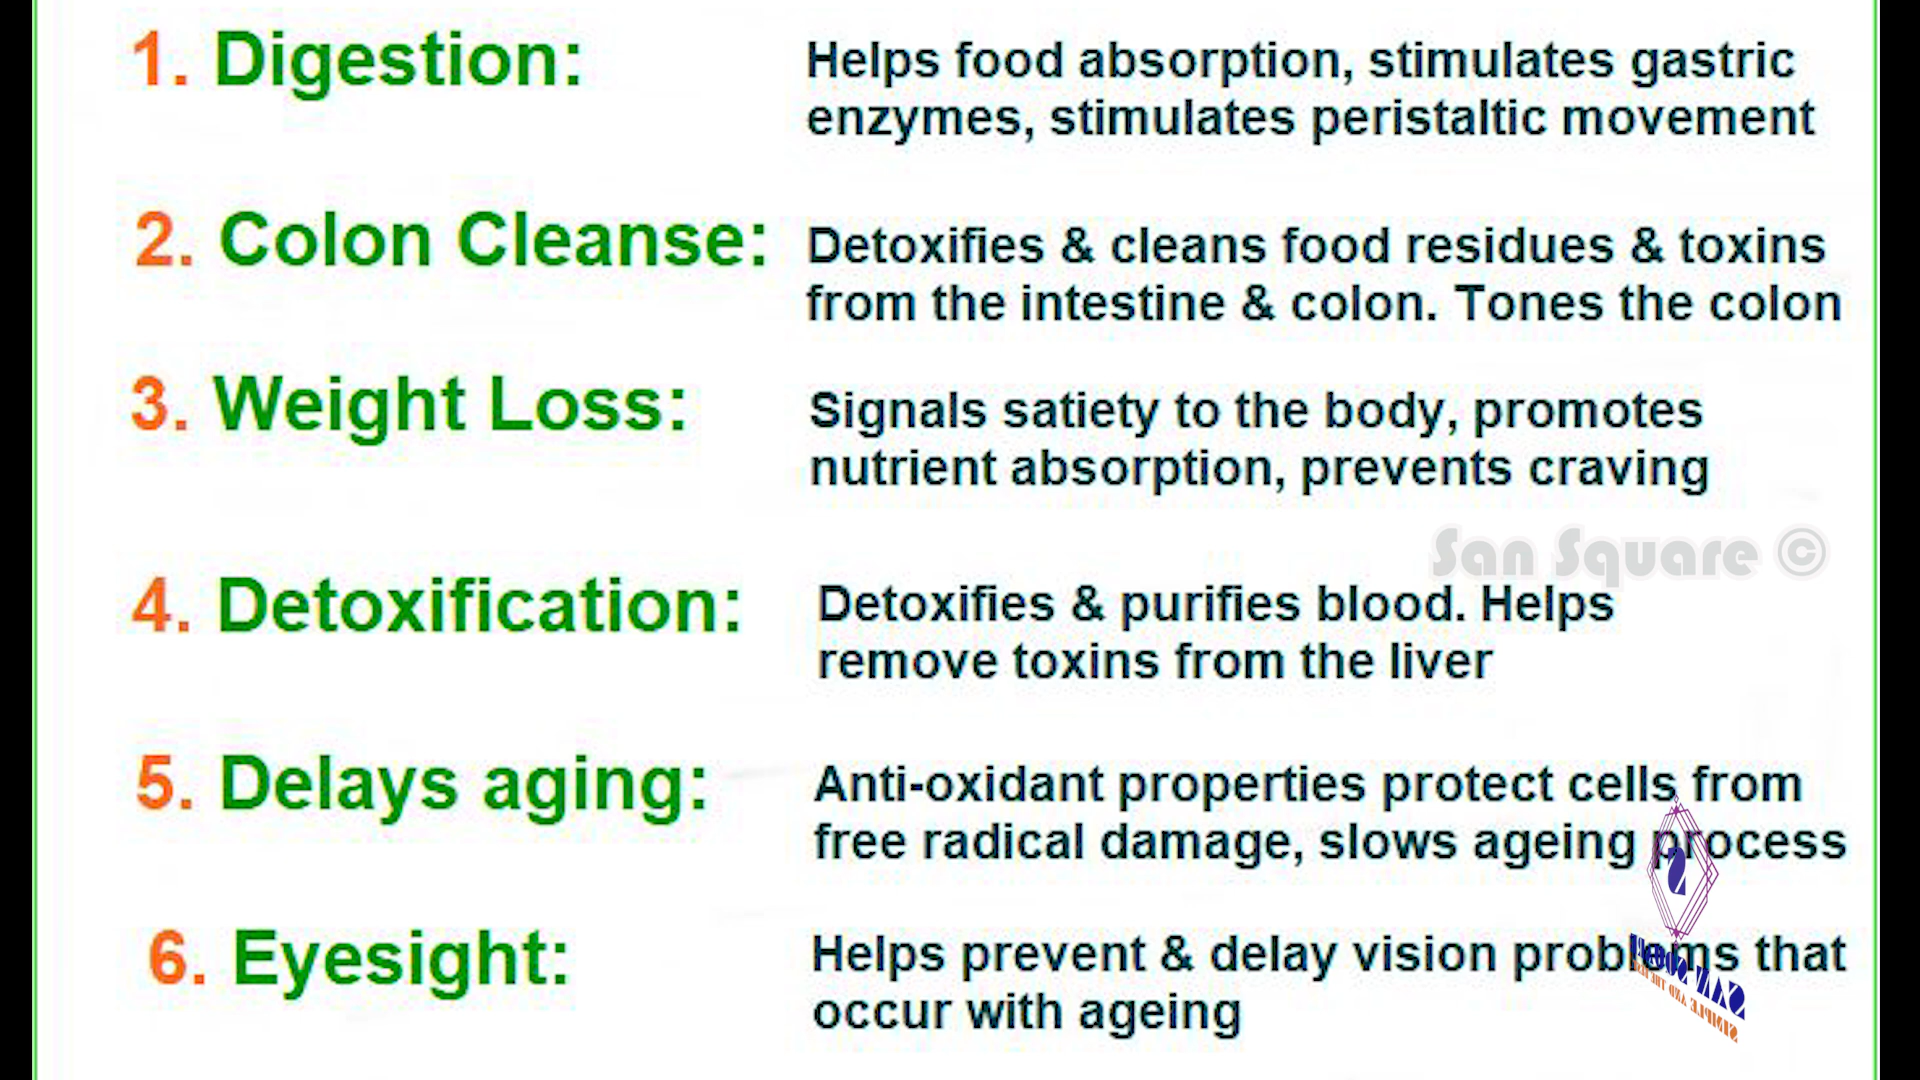 1. Digestion: Helps food absorption, stimulates gastric
enzymes, stimulates peristaltic movement
2. Colon Cleanse: Detoxifies & cleans food residues & toxins
from the intestine & colon. Tones the colon
3. Weight Loss: Signals satiety to the body, promotes
nutrient absorption, prevents craving
San Square ©
4. Detoxification: Detoxifies & purifies blood. Helps
remove toxins from the liver
5. Delays aging: Anti-oxidant properties protect cells from
free radical damage, slows ageing process
6. Eyesight: Helps prevent & delay vision problems that
occur with ageing